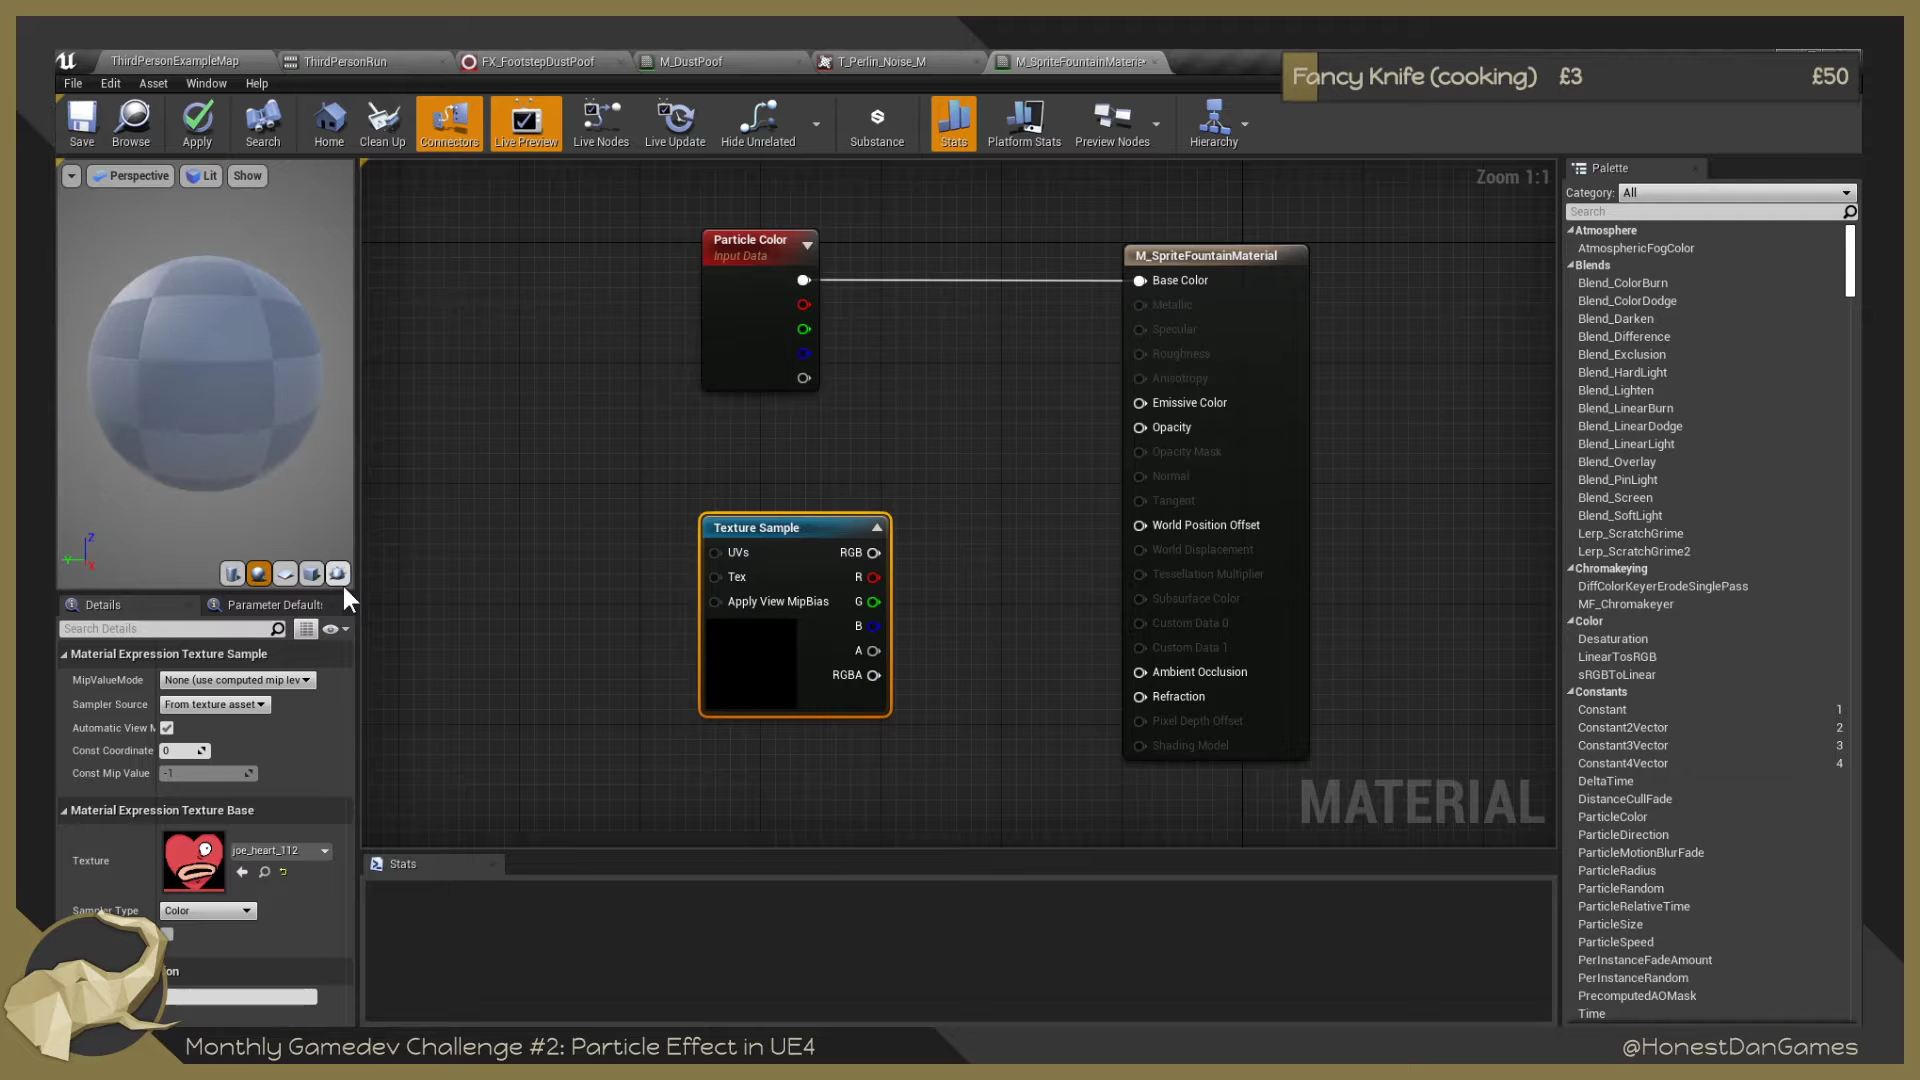 ThirdPersonExampleMap
ThirdPersonRun
FX_FootstepDustPoof
M_DustPoof
T_Perlin_Noise_M
M_SpriteFountainMateria*
Fancy Knife (cooking) £3 £50
File Edit Asset Window Help
Save
Browse
Apply
Search
Home
Clean Up
Connectors
Live Preview
Live Nodes
Live Update
Hide Unrelated
Substance
Stats
Platform Stats
Preview Nodes
Hierarchy
Perspective
Lit
Show
Zoom 1:1
Particle Color
Input Data
M_SpriteFountainMaterial
Base Color
Metallic
Specular
Roughness
Anisotropy
Emissive Color
Opacity
Opacity Mask
Normal
Tangent
World Position Offset
World Displacement
Tessellation Multiplier
Subsurface Color
Custom Data 0
Custom Data 1
Ambient Occlusion
Refraction
Pixel Depth Offset
Shading Model
Texture Sample
UVs RGB
Tex R
Apply View MipBias G
B
A
RGBA
MATERIAL
Z
Y
X
Details
Parameter Default
Search Details
Material Expression Texture Sample
MipValueMode None (use computed mip lev
Sampler Source From texture asset
Automatic View M
Const Coordinate 0
Const Mip Value -1
Material Expression Texture Base
Texture joe_heart_112
Sampler Type Color
on
Stats
Palette
Category: All
Search
Atmosphere
AtmosphericFogColor
Blends
Blend_ColorBurn
Blend_ColorDodge
Blend_Darken
Blend_Difference
Blend_Exclusion
Blend_HardLight
Blend_Lighten
Blend_LinearBurn
Blend_LinearDodge
Blend_LinearLight
Blend_Overlay
Blend_PinLight
Blend_Screen
Blend_SoftLight
Lerp_ScratchGrime
Lerp_ScratchGrime2
Chromakeying
DiffColorKeyerErodeSinglePass
MF_Chromakeyer
Color
Desaturation
LinearTosRGB
sRGBToLinear
Constants
Constant 1
Constant2Vector 2
Constant3Vector 3
Constant4Vector 4
DeltaTime
DistanceCullFade
ParticleColor
ParticleDirection
ParticleMotionBlurFade
ParticleRadius
ParticleRandom
ParticleRelativeTime
ParticleSize
ParticleSpeed
PerInstanceFadeAmount
PerInstanceRandom
PrecomputedAOMask
Time
Monthly Gamedev Challenge #2: Particle Effect in UE4
@HonestDanGames